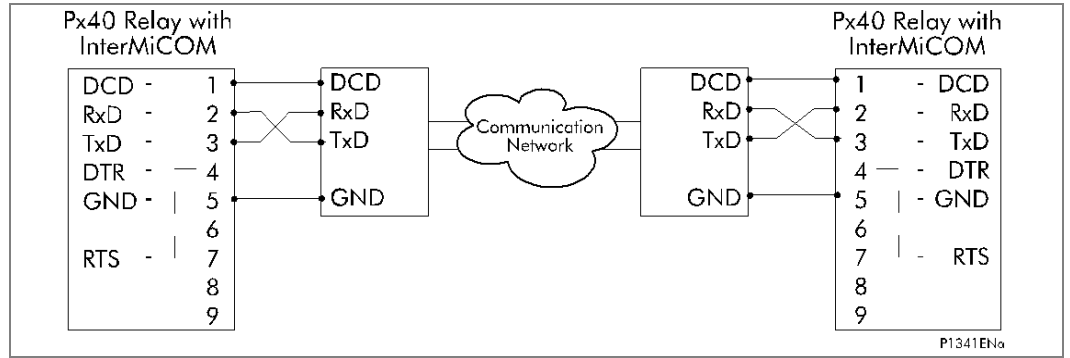 Px40 Relay with
InterMiCOM
DCD - 1
RxD - 2
TxD - 3
DTR - 4
GND - 5
6
RTS - 7
8
9
DCD
RxD
TxD
GND
Communication
Network
DCD
RxD
TxD
GND
Px40 Relay with
InterMiCOM
1 - DCD
2 - RxD
3 - TxD
4 - DTR
5 - GND
6
7 - RTS
8
9
P1341ENa